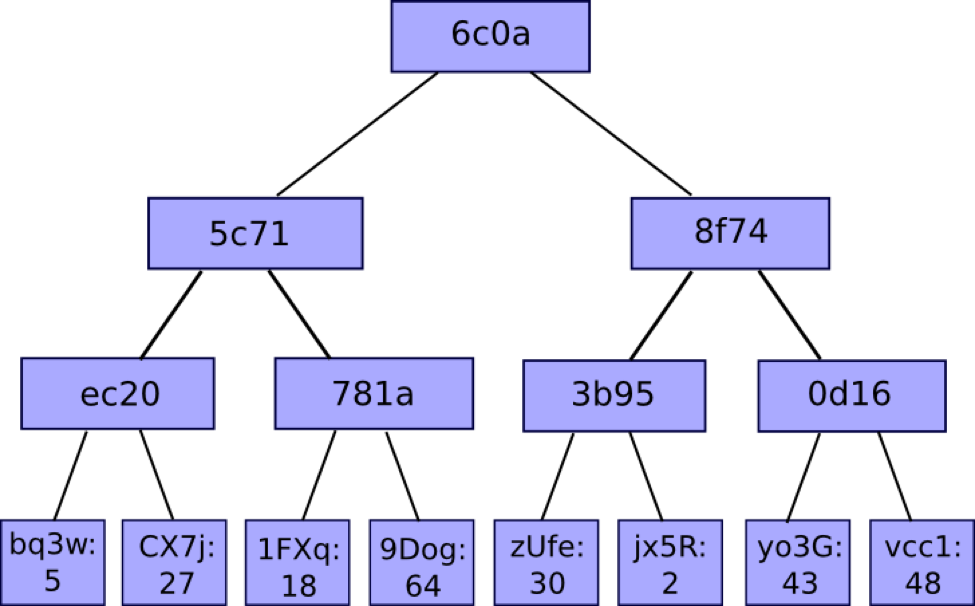 6c0a
5c71
8f74
ec20
781a
3b95
0d16
bq3w:
5
CX7j:
27
1FXq:
18
9Dog:
64
zUfe:
30
jx5R:
2
yo3G:
43
vcc1:
48